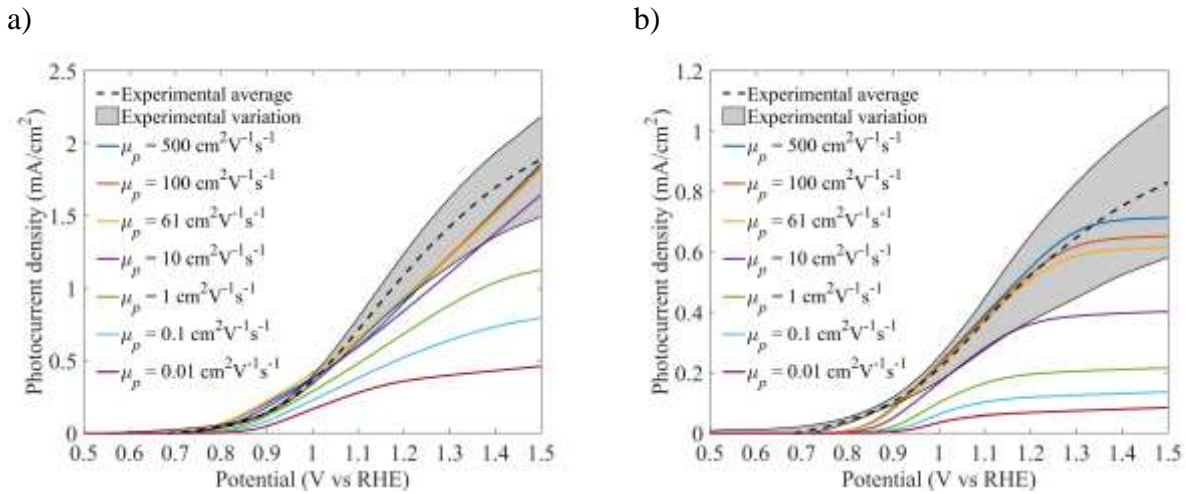 a)
b)
2.5
2
1.5
1
0.5
0
Photocurrent density (mA/cm²)
Experimental average
Experimental variation
μₚ = 500 cm²V⁻¹s⁻¹
μₚ = 100 cm²V⁻¹s⁻¹
μₚ = 61 cm²V⁻¹s⁻¹
μₚ = 10 cm²V⁻¹s⁻¹
μₚ = 1 cm²V⁻¹s⁻¹
μₚ = 0.1 cm²V⁻¹s⁻¹
μₚ = 0.01 cm²V⁻¹s⁻¹
0.5 0.6 0.7 0.8 0.9 1 1.1 1.2 1.3 1.4 1.5
Potential (V vs RHE)
1.2
1
0.8
0.6
0.4
0.2
0
Photocurrent density (mA/cm²)
Experimental average
Experimental variation
μₚ = 500 cm²V⁻¹s⁻¹
μₚ = 100 cm²V⁻¹s⁻¹
μₚ = 61 cm²V⁻¹s⁻¹
μₚ = 10 cm²V⁻¹s⁻¹
μₚ = 1 cm²V⁻¹s⁻¹
μₚ = 0.1 cm²V⁻¹s⁻¹
μₚ = 0.01 cm²V⁻¹s⁻¹
0.5 0.6 0.7 0.8 0.9 1 1.1 1.2 1.3 1.4 1.5
Potential (V vs RHE)